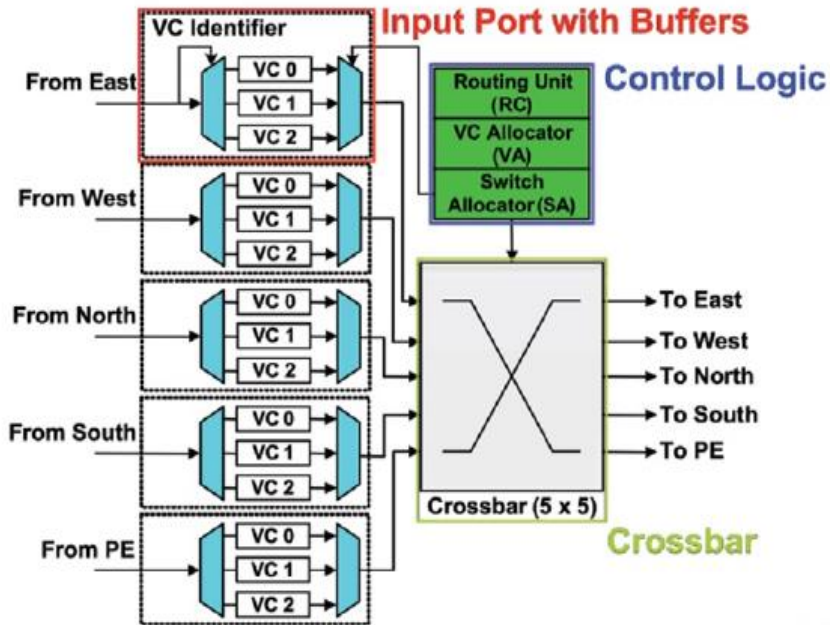 Input Port with Buffers
VC Identifier
From East
VC 0
VC 1
VC 2
Control Logic
Routing Unit
(RC)
VC Allocator
(VA)
Switch
Allocator (SA)
From West
VC 0
VC 1
VC 2
From North
VC 0
VC 1
VC 2
From South
VC 0
VC 1
VC 2
From PE
VC 0
VC 1
VC 2
To East
To West
To North
To South
To PE
Crossbar (5 x 5)
Crossbar